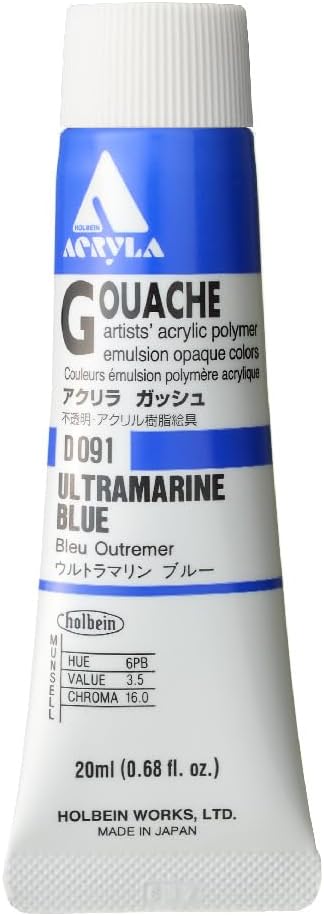 HOLBEIN
ACRYLA
GOUACHE
artists' acrylic polymer
emulsion opaque colors
Couleurs émulsion polymère acrylique
アクリラ ガッシュ
不透明・アクリル樹脂絵具
D091
ULTRAMARINE
BLUE
Bleu Outremer
ウルトラマリン ブルー
holbein
MUNSELL
HUE 6PB
VALUE 3.5
CHROMA 16.0
20ml (0.68 fl. oz.)
HOLBEIN WORKS, LTD.
MADE IN JAPAN